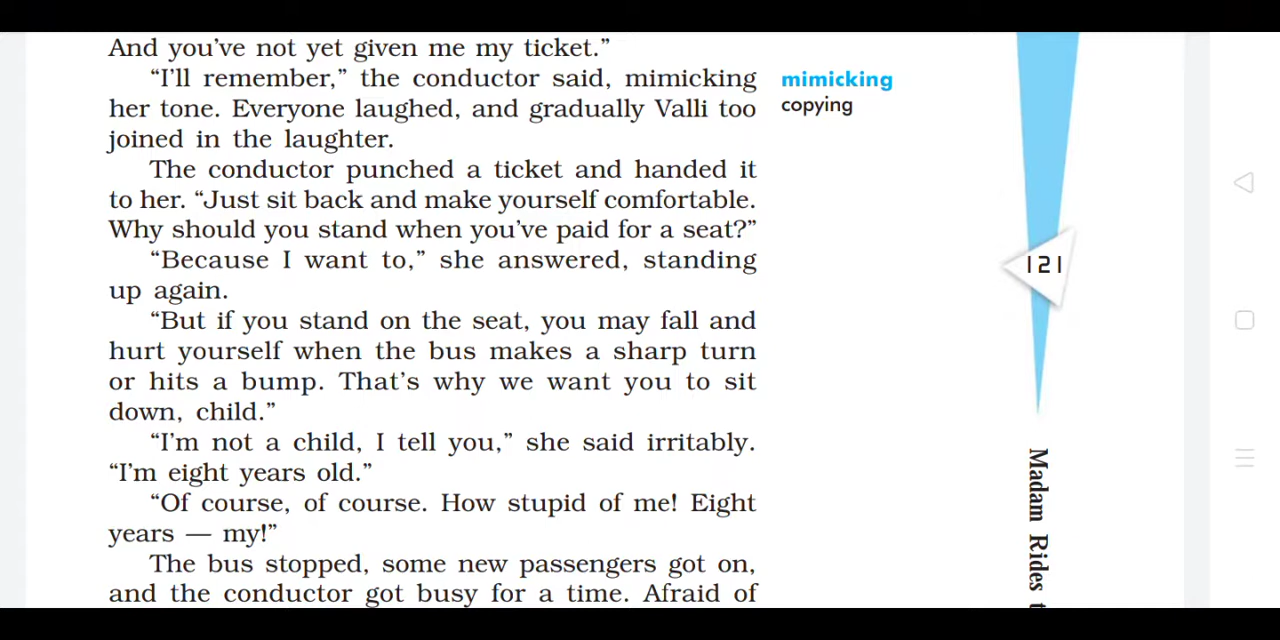 And you've not yet given me my ticket.”
“I'll remember,” the conductor said, mimicking
her tone. Everyone laughed, and gradually Valli too
joined in the laughter.
The conductor punched a ticket and handed it
to her. “Just sit back and make yourself comfortable.
Why should you stand when you've paid for a seat?”
“Because I want to,” she answered, standing
up again.
“But if you stand on the seat, you may fall and
hurt yourself when the bus makes a sharp turn
or hits a bump. That's why we want you to sit
down, child.”
“I'm not a child, I tell you,” she said irritably.
“I'm eight years old.”
“Of course, of course. How stupid of me! Eight
years — my!”
The bus stopped, some new passengers got on,
and the conductor got busy for a time. Afraid of
mimicking
copying
121
Madam Rides